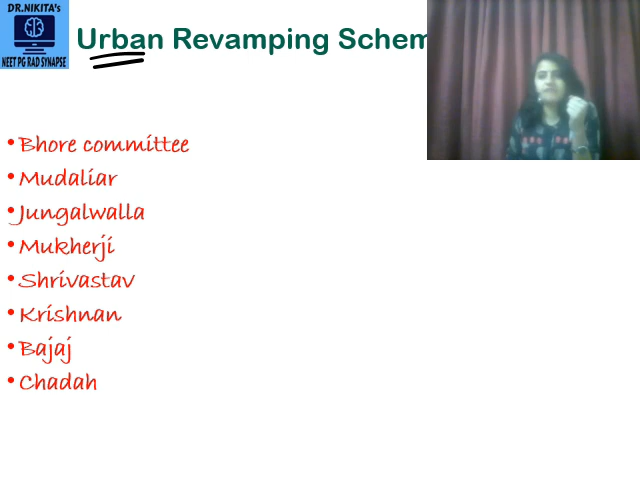 DR.NIKITA's
NEET PG RAD SYNAPSE
Urban Revamping Schem
•Bhore committee
•Mudaliar
•Jungalwalla
•Mukherji
•Shrivastav
•Krishnan
•Bajaj
•Chadah